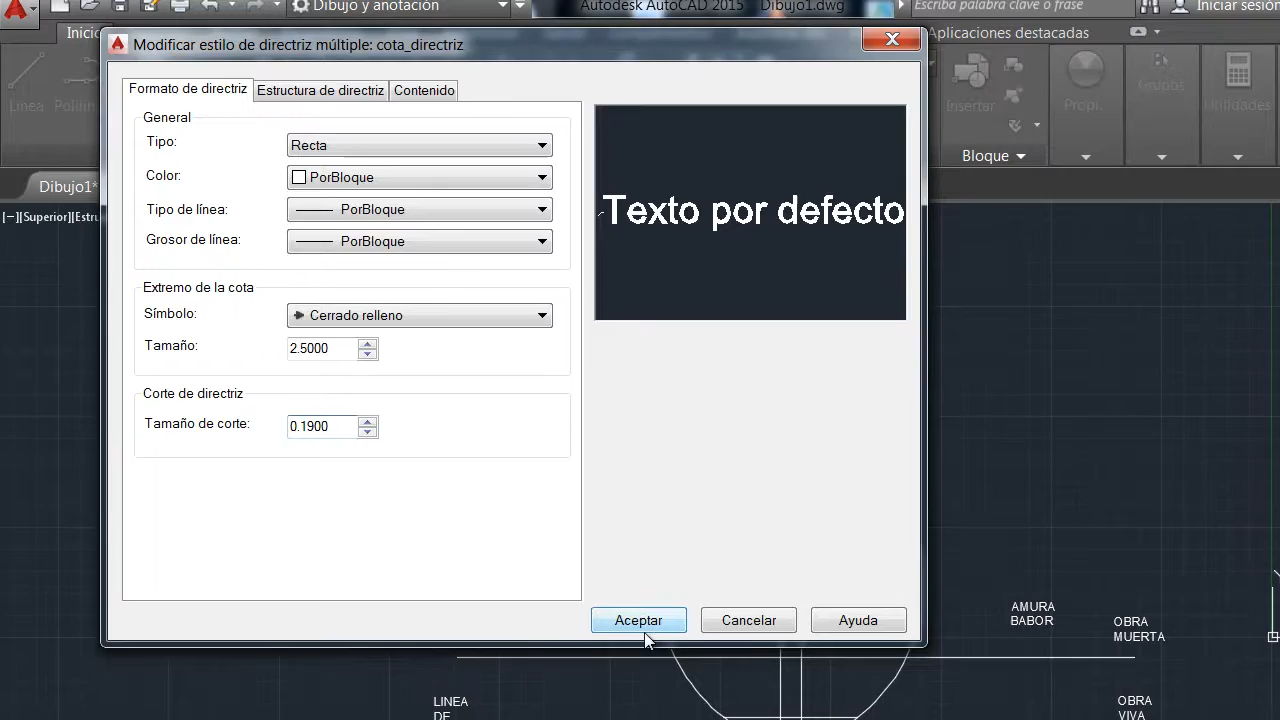 Dibujo y anotación
Autodesk AutoCAD 2015 Dibujo1.dwg
Escriba palabra clave o frase
Iniciar sesión
Inicio
Aplicaciones destacadas
Modificar estilo de directriz múltiple: cota_directriz
Formato de directriz Estructura de directriz Contenido
General
Tipo: Recta
Color: PorBloque
Tipo de línea: PorBloque
Grosor de línea: PorBloque
Extremo de la cota
Símbolo: Cerrado relleno
Tamaño: 2.5000
Corte de directriz
Tamaño de corte: 0.1900
Texto por defecto
Aceptar Cancelar Ayuda
Línea
Insertar
Propi.
Grupos
Utilidades
Bloque
Dibujo1*
[−][Superior][Estru
AMURA
BABOR
OBRA
MUERTA
LINEA
DE
OBRA
VIVA